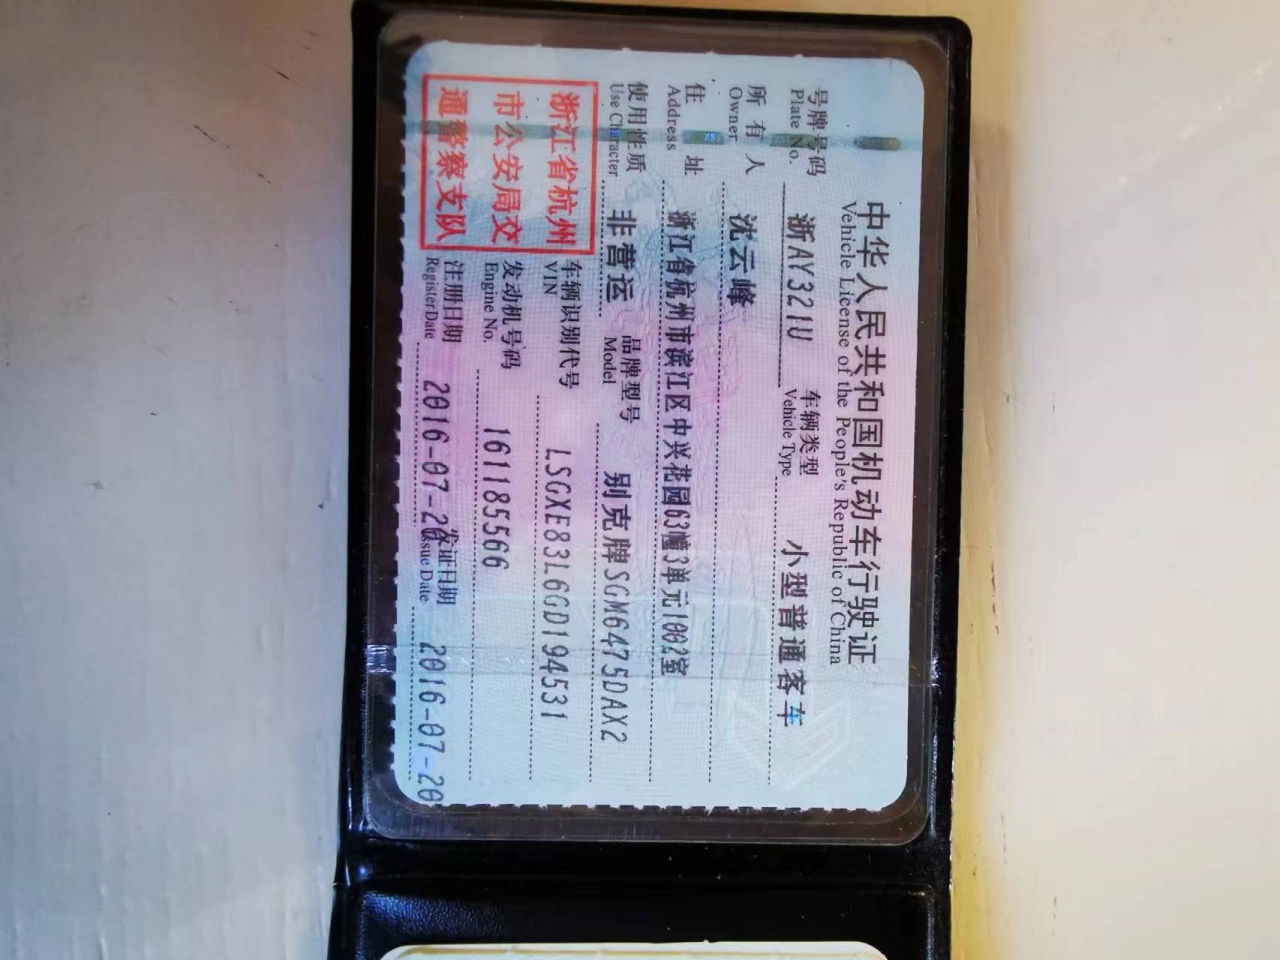 中华人民共和国机动车行驶证
Vehicle License of the People's Republic of China
号牌号码 浙AY321U 车辆类型 小型普通客车
Plate No. Vehicle Type
所有人 沈云峰
Owner
住址 浙江省杭州市滨江区中兴花园63幢3单元1002室
Address
使用性质 非营运 品牌型号 别克牌SGM6475DAX2
Use Character Model
浙江省杭州
市公安局交
通警察支队
车辆识别代号 LSGXE83L6GD194531
VIN
发动机号码 161185566
Engine No.
注册日期 2016-07-20 发证日期 2016-07-20
Register Date Issue Date